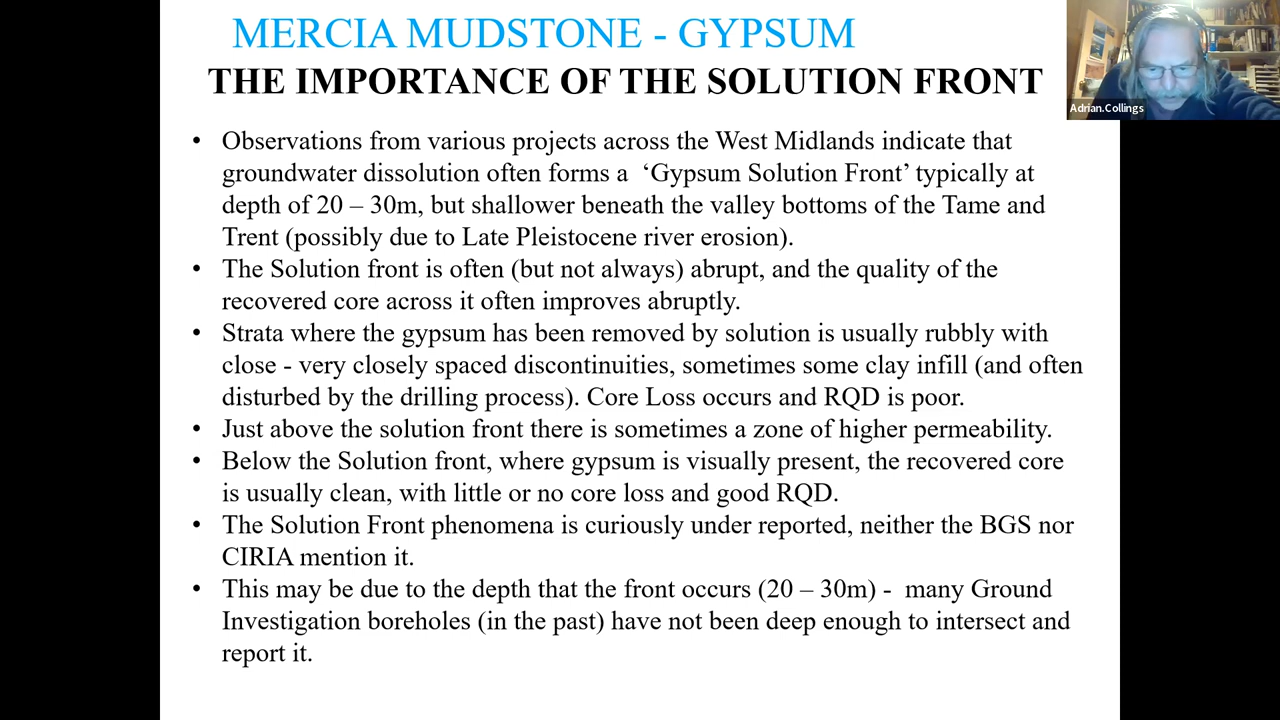 MERCIA MUDSTONE - GYPSUM
THE IMPORTANCE OF THE SOLUTION FRONT
Adrian.Collings
• Observations from various projects across the West Midlands indicate that
groundwater dissolution often forms a ‘Gypsum Solution Front’ typically at
depth of 20 – 30m, but shallower beneath the valley bottoms of the Tame and
Trent (possibly due to Late Pleistocene river erosion).
• The Solution front is often (but not always) abrupt, and the quality of the
recovered core across it often improves abruptly.
• Strata where the gypsum has been removed by solution is usually rubbly with
close - very closely spaced discontinuities, sometimes some clay infill (and often
disturbed by the drilling process). Core Loss occurs and RQD is poor.
• Just above the solution front there is sometimes a zone of higher permeability.
• Below the Solution front, where gypsum is visually present, the recovered core
is usually clean, with little or no core loss and good RQD.
• The Solution Front phenomena is curiously under reported, neither the BGS nor
CIRIA mention it.
• This may be due to the depth that the front occurs (20 – 30m) - many Ground
Investigation boreholes (in the past) have not been deep enough to intersect and
report it.